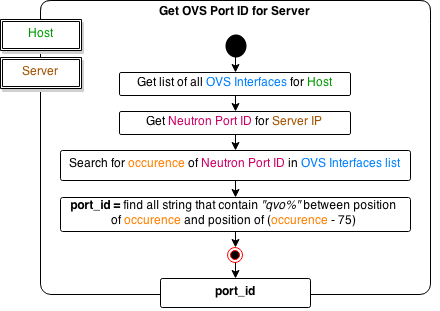 Get OVS Port ID for Server
Host
Server
Get list of all OVS Interfaces for Host
Get Neutron Port ID for Server IP
Search for occurence of Neutron Port ID in OVS Interfaces list
port_id = find all string that contain "qvo%" between position
of occurence and position of (occurence - 75)
port_id